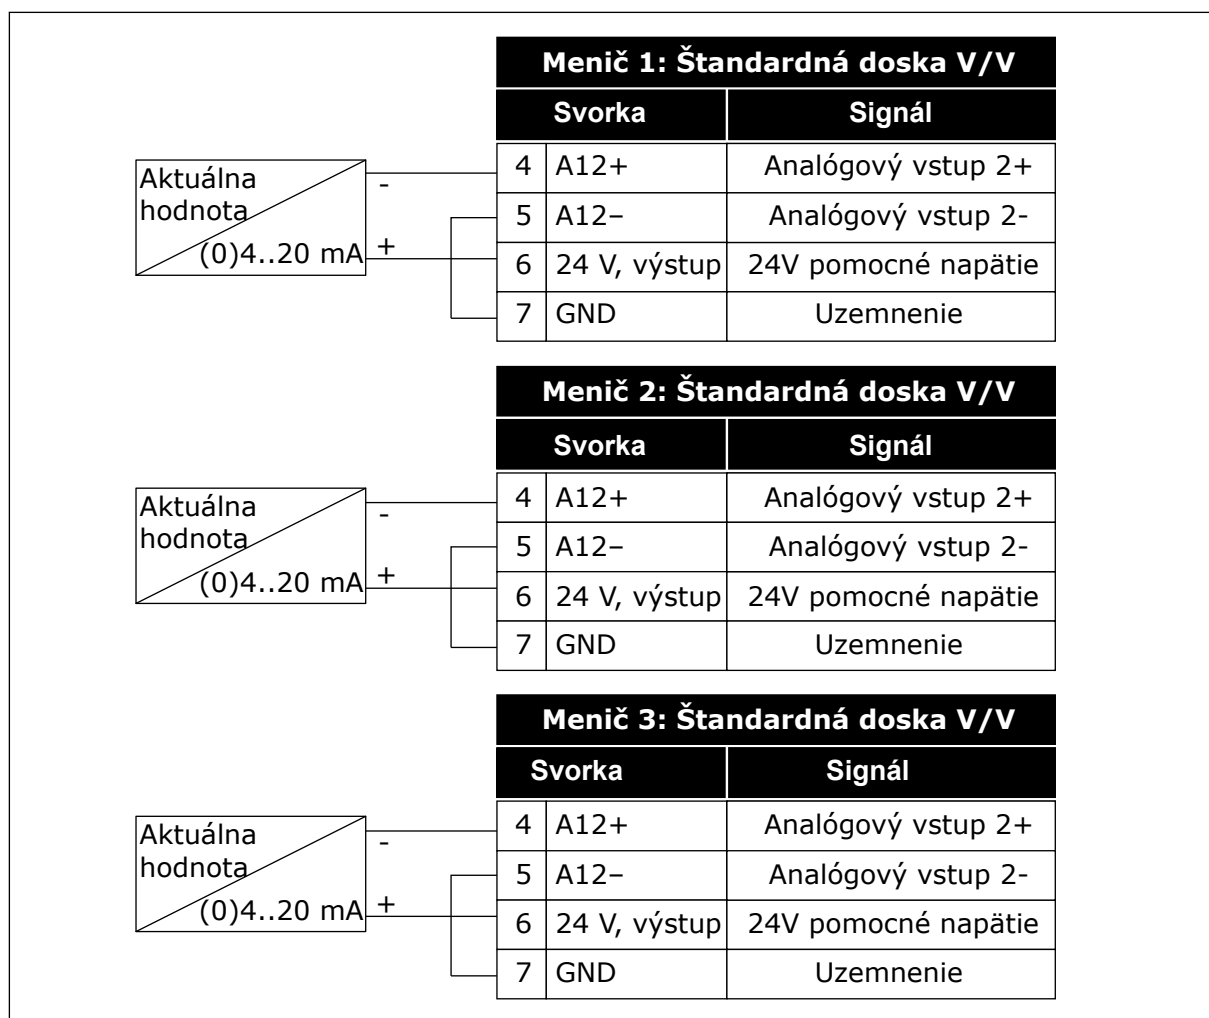 Menič 1: Štandardná doska V/V
Svorka Signál
Aktuálna
hodnota
(0)4..20 mA
-
+
4 A12+ Analógový vstup 2+
5 A12– Analógový vstup 2-
6 24 V, výstup 24V pomocné napätie
7 GND Uzemnenie
Menič 2: Štandardná doska V/V
Svorka Signál
Aktuálna
hodnota
(0)4..20 mA
-
+
4 A12+ Analógový vstup 2+
5 A12– Analógový vstup 2-
6 24 V, výstup 24V pomocné napätie
7 GND Uzemnenie
Menič 3: Štandardná doska V/V
Svorka Signál
Aktuálna
hodnota
(0)4..20 mA
-
+
4 A12+ Analógový vstup 2+
5 A12– Analógový vstup 2-
6 24 V, výstup 24V pomocné napätie
7 GND Uzemnenie